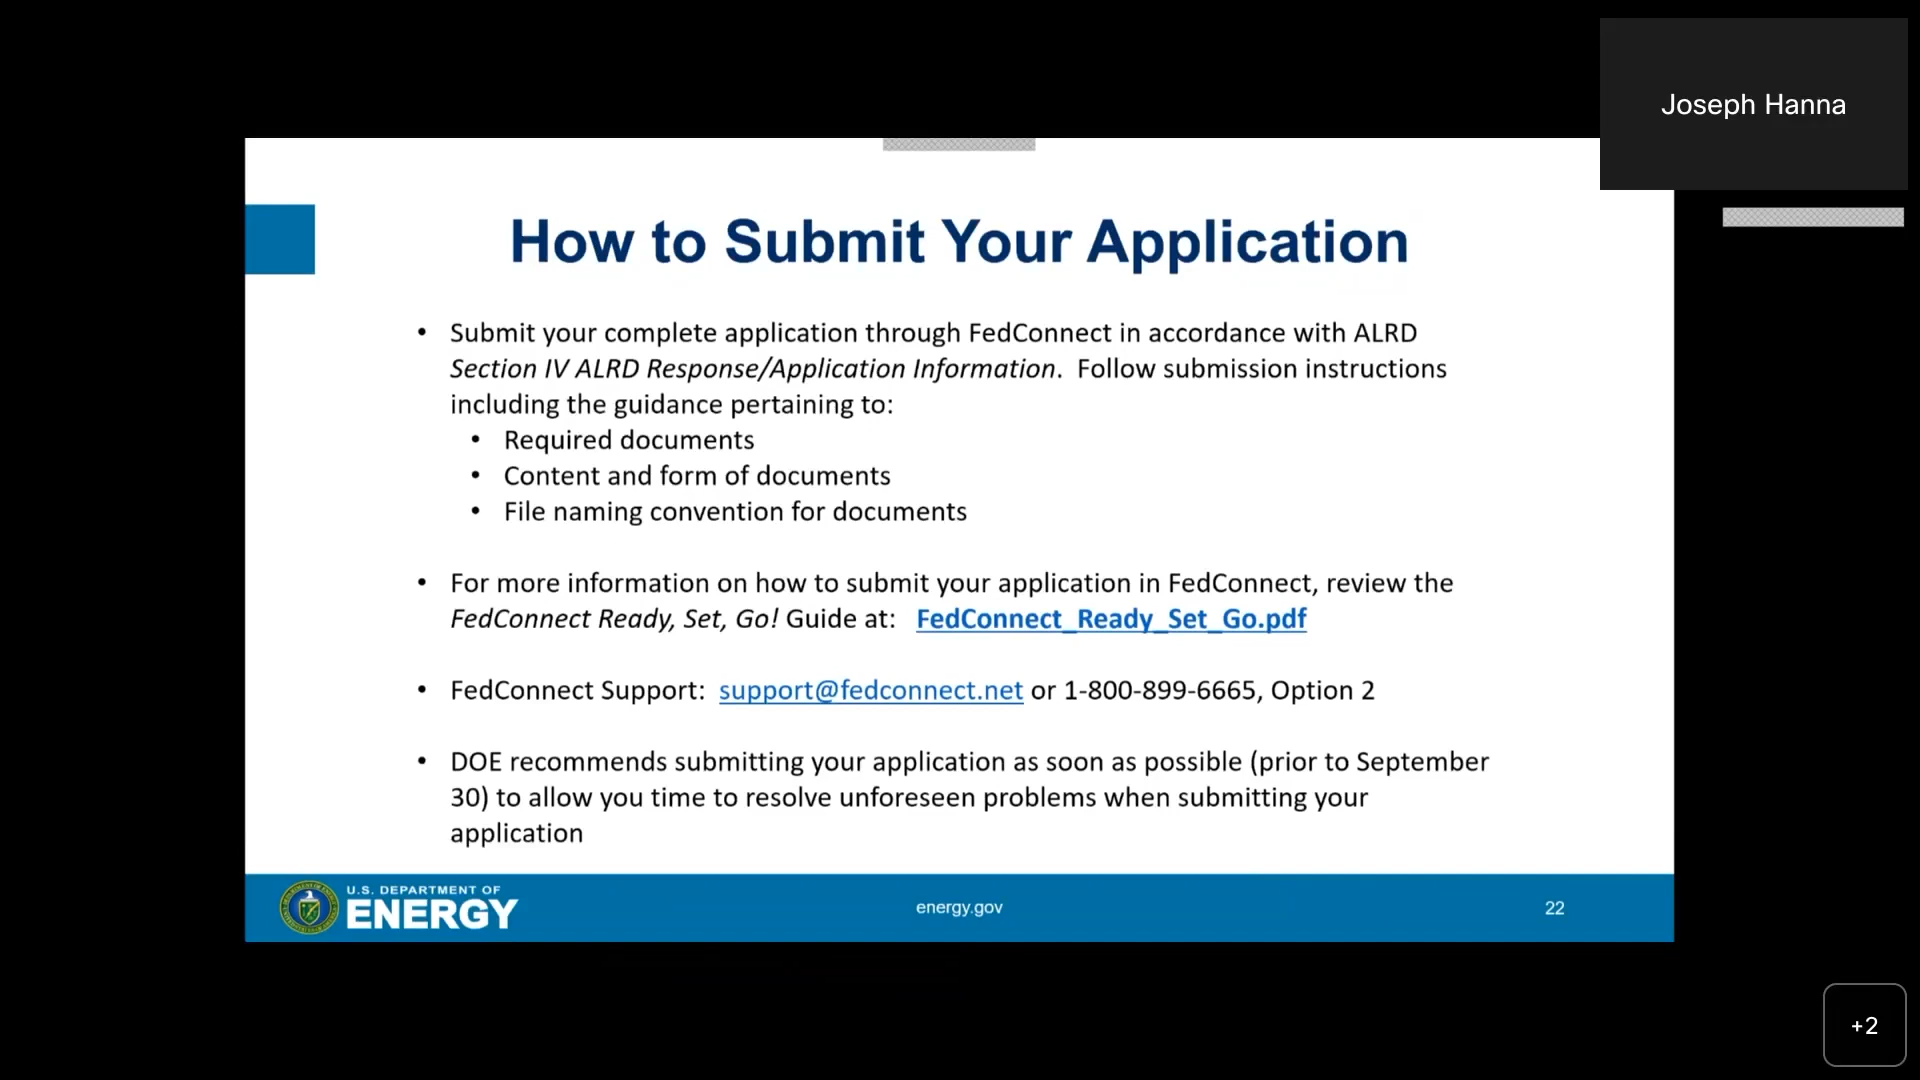 Joseph Hanna
How to Submit Your Application
• Submit your complete application through FedConnect in accordance with ALRD
Section IV ALRD Response/Application Information.  Follow submission instructions
including the guidance pertaining to:
• Required documents
• Content and form of documents
• File naming convention for documents
• For more information on how to submit your application in FedConnect, review the
FedConnect Ready, Set, Go! Guide at:   FedConnect_Ready_Set_Go.pdf
• FedConnect Support:  support@fedconnect.net or 1-800-899-6665, Option 2
• DOE recommends submitting your application as soon as possible (prior to September
30) to allow you time to resolve unforeseen problems when submitting your
application
U.S. DEPARTMENT OF
ENERGY
energy.gov
22
+2